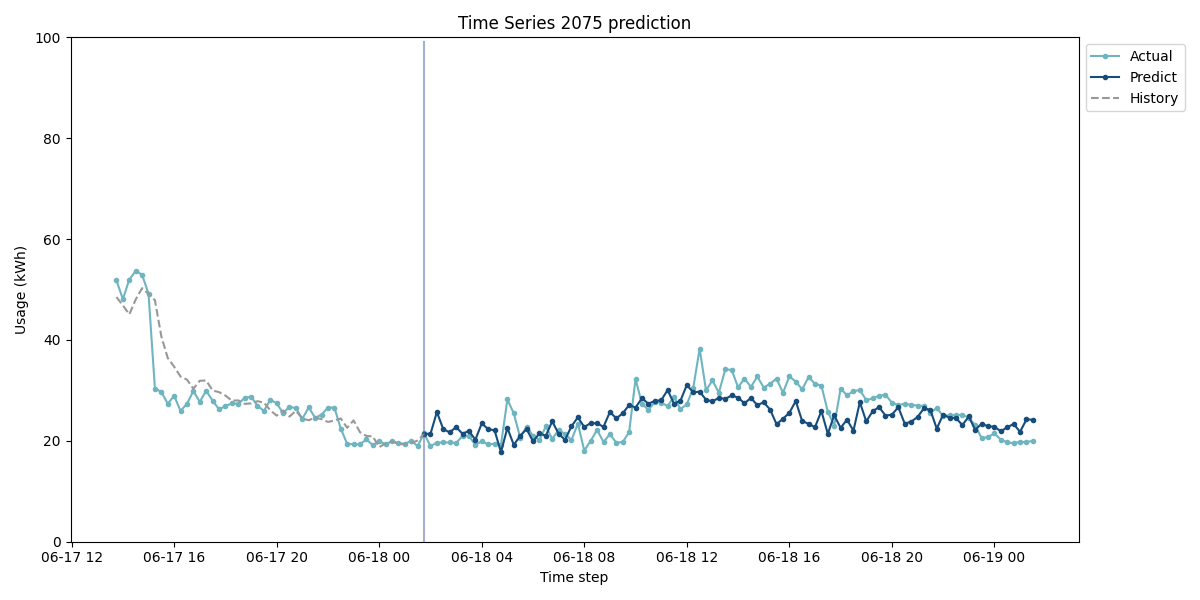 Time Series 2075 prediction
100
80
60
40
20
0
Usage (kWh)
06-17 12 06-17 16 06-17 20 06-18 00 06-18 04 06-18 08 06-18 12 06-18 16 06-18 20 06-19 00
Time step
Actual
Predict
History